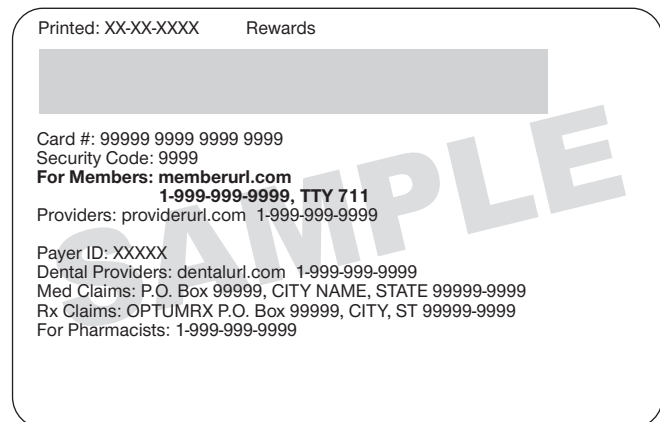 Printed: XX-XX-XXXX Rewards
Card #: 99999 9999 9999 9999
Security Code: 9999
For Members: memberurl.com
1-999-999-9999, TTY 711
Providers: providerurl.com 1-999-999-9999
Payer ID: XXXXX
Dental Providers: dentalurl.com 1-999-999-9999
Med Claims: P.O. Box 99999, CITY NAME, STATE 99999-9999
Rx Claims: OPTUMRX P.O. Box 99999, CITY, ST 99999-9999
For Pharmacists: 1-999-999-9999
SAMPLE